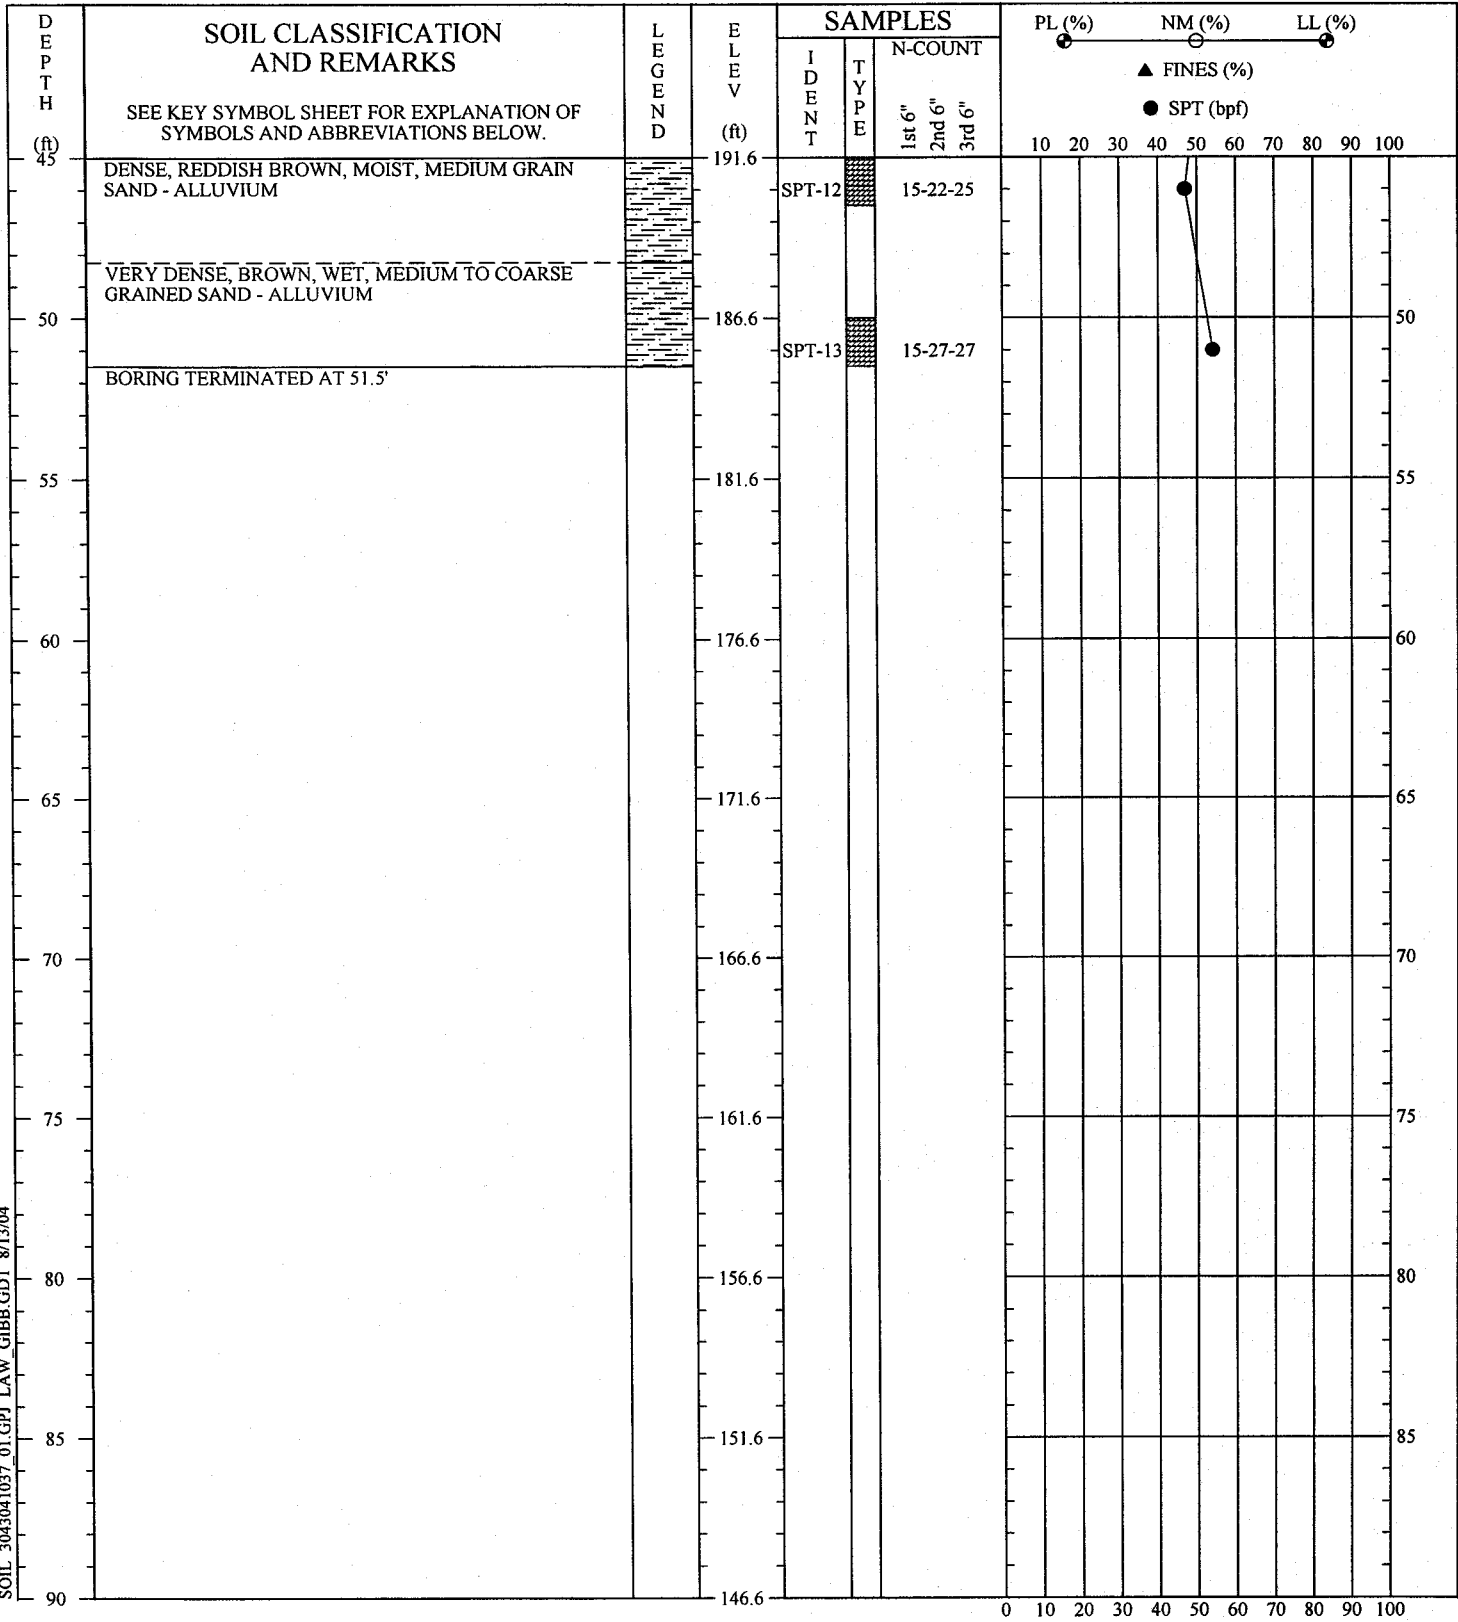 DEPTH (ft)
SOIL CLASSIFICATION
AND REMARKS
SEE KEY SYMBOL SHEET FOR EXPLANATION OF
SYMBOLS AND ABBREVIATIONS BELOW.
LEGEND
ELEV (ft)
SAMPLES
IDENT
TYPE
N-COUNT
1st 6"
2nd 6"
3rd 6"
PL (%) NM (%) LL (%)
▲ FINES (%)
● SPT (bpf)
10 20 30 40 50 60 70 80 90 100
45
DENSE, REDDISH BROWN, MOIST, MEDIUM GRAIN
SAND - ALLUVIUM
191.6
SPT-12
15-22-25
VERY DENSE, BROWN, WET, MEDIUM TO COARSE
GRAINED SAND - ALLUVIUM
50
186.6
50
SPT-13
15-27-27
BORING TERMINATED AT 51.5'
55
181.6
55
60
176.6
60
65
171.6
65
70
166.6
70
75
161.6
75
80
156.6
80
85
151.6
85
90
146.6
0 10 20 30 40 50 60 70 80 90 100
SOIL 3043041037_01.GPJ LAW_GIBB.GDT 8/13/04